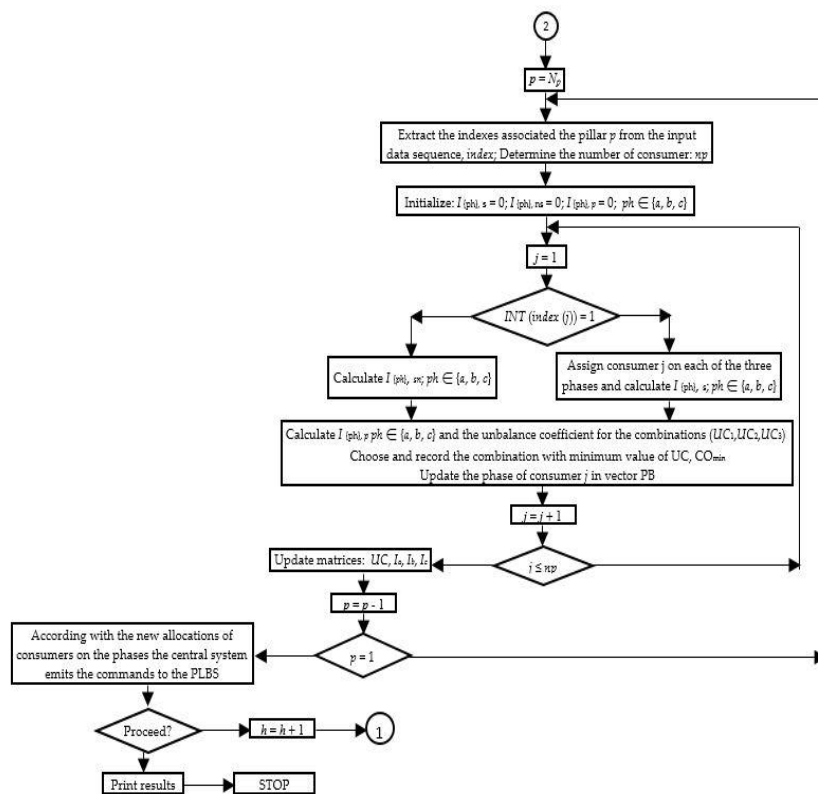 2
p = Np
Extract the indexes associated the pillar p from the input
data sequence, index; Determine the number of consumer: np
Initialize: I (ph), s = 0; I (ph), ns = 0; I (ph), p = 0; ph ∈ {a, b, c}
j = 1
INT (index (j)) = 1
Calculate I (ph), sn; ph ∈ {a, b, c}
Assign consumer j on each of the three
phases and calculate I (ph), s; ph ∈ {a, b, c}
Calculate I (ph), p ph ∈ {a, b, c} and the unbalance coefficient for the combinations (UC1,UC2,UC3)
Choose and record the combination with minimum value of UC, COmin
Update the phase of consumer j in vector PB
j = j + 1
j ≤ np
Update matrices: UC, Ia, Ib, Ic
p = p - 1
p = 1
According with the new allocations of
consumers on the phases the central system
emits the commands to the PLBS
Proceed?
h = h + 1
1
Print results
STOP